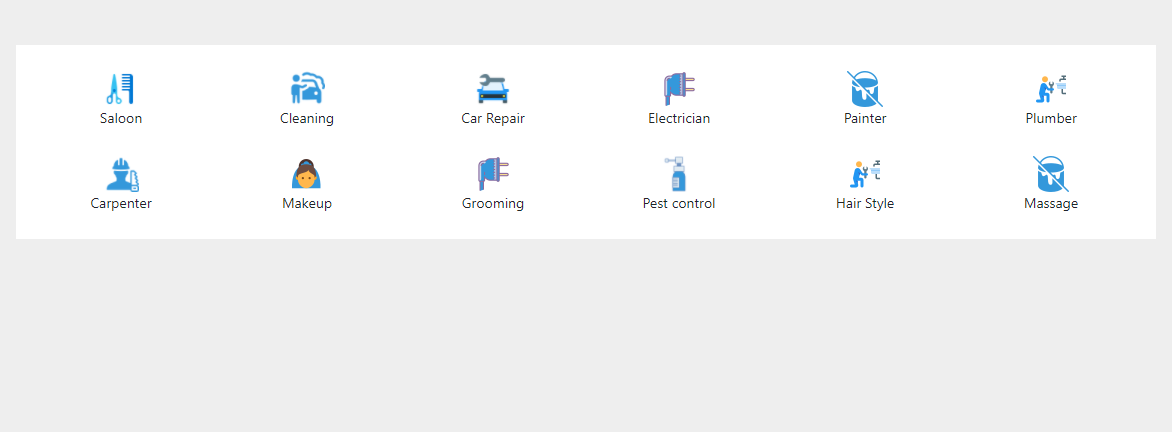 Saloon
Cleaning
Car Repair
Electrician
Painter
Plumber
Carpenter
Makeup
Grooming
Pest control
Hair Style
Massage